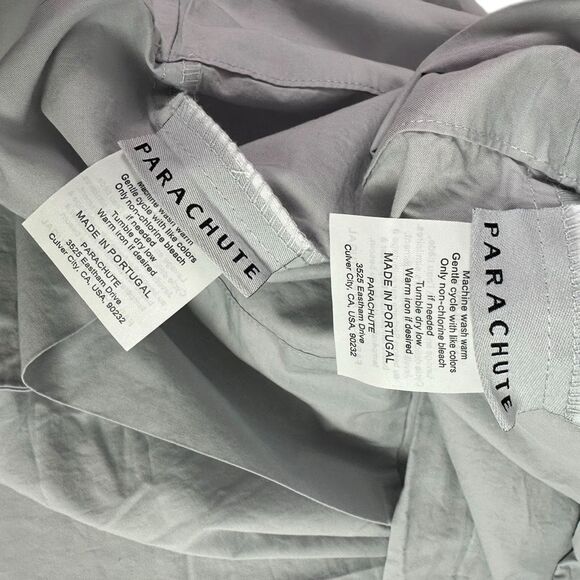 PARACHUTE
Machine wash warm
Gentle cycle with like colors
Only non-chlorine bleach
if needed
Tumble dry low
Warm iron if desired
MADE IN PORTUGAL
PARACHUTE
3525 Eastham Drive
Culver City, CA, USA, 90232
PARACHUTE
Machine wash warm
Gentle cycle with like colors
Only non-chlorine bleach
if needed
Tumble dry low
Warm iron if desired
MADE IN PORTUGAL
PARACHUTE
3525 Eastham Drive
Culver City, CA, USA, 90232